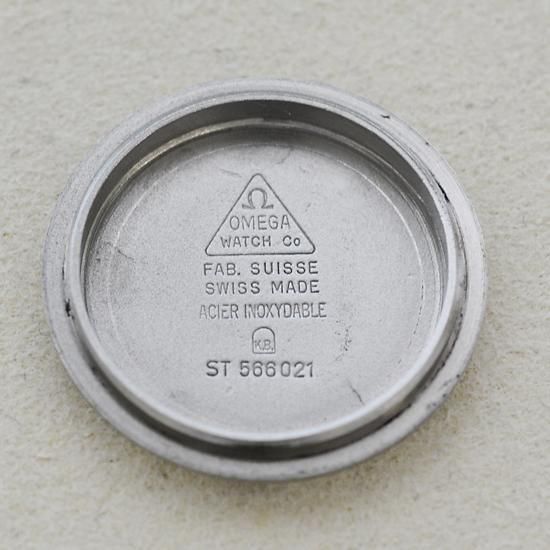 Ω
OMEGA
WATCH Co
FAB. SUISSE
SWISS MADE
ACIER INOXYDABLE
K.B.
ST 566021